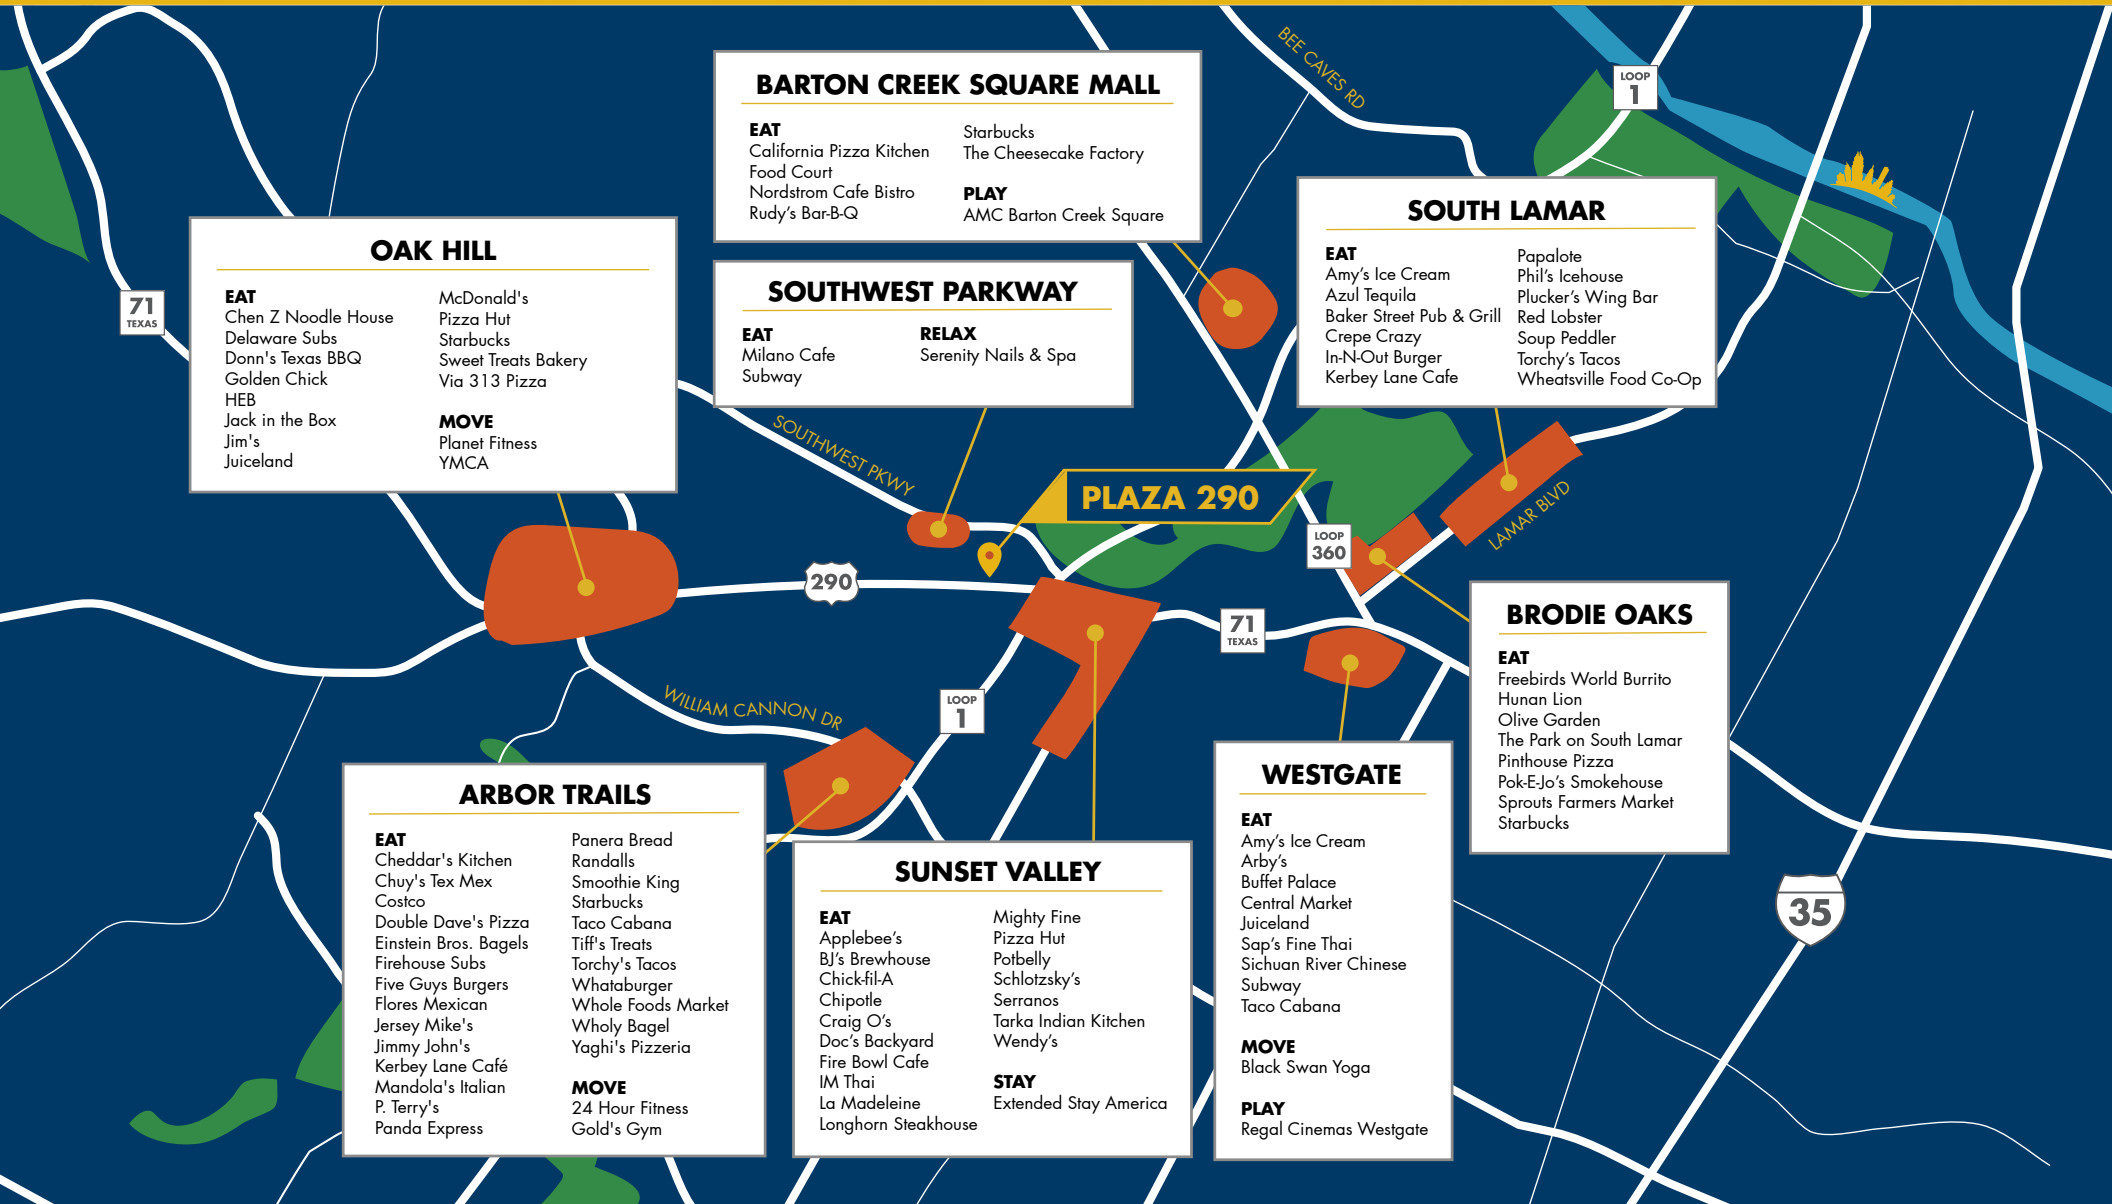 BEE CAVES RD
LOOP
1
BARTON CREEK SQUARE MALL
EAT
California Pizza Kitchen
Food Court
Nordstrom Cafe Bistro
Rudy's Bar-B-Q
Starbucks
The Cheesecake Factory
PLAY
AMC Barton Creek Square
SOUTH LAMAR
EAT
Amy's Ice Cream
Azul Tequila
Baker Street Pub & Grill
Crepe Crazy
In-N-Out Burger
Kerbey Lane Cafe
Papalote
Phil's Icehouse
Plucker's Wing Bar
Red Lobster
Soup Peddler
Torchy's Tacos
Wheatsville Food Co-Op
OAK HILL
EAT
Chen Z Noodle House
Delaware Subs
Donn's Texas BBQ
Golden Chick
HEB
Jack in the Box
Jim's
Juiceland
McDonald's
Pizza Hut
Starbucks
Sweet Treats Bakery
Via 313 Pizza
MOVE
Planet Fitness
YMCA
71
TEXAS
SOUTHWEST PARKWAY
EAT
Milano Cafe
Subway
RELAX
Serenity Nails & Spa
SOUTHWEST PKWY
PLAZA 290
LAMAR BLVD
LOOP
360
290
71
TEXAS
BRODIE OAKS
EAT
Freebirds World Burrito
Hunan Lion
Olive Garden
The Park on South Lamar
Pinthouse Pizza
Pok-E-Jo's Smokehouse
Sprouts Farmers Market
Starbucks
WILLIAM CANNON DR
LOOP
1
ARBOR TRAILS
EAT
Cheddar's Kitchen
Chuy's Tex Mex
Costco
Double Dave's Pizza
Einstein Bros. Bagels
Firehouse Subs
Five Guys Burgers
Flores Mexican
Jersey Mike's
Jimmy John's
Kerbey Lane Café
Mandola's Italian
P. Terry's
Panda Express
Panera Bread
Randalls
Smoothie King
Starbucks
Taco Cabana
Tiff's Treats
Torchy's Tacos
Whataburger
Whole Foods Market
Wholy Bagel
Yaghi's Pizzeria
MOVE
24 Hour Fitness
Gold's Gym
SUNSET VALLEY
EAT
Applebee's
BJ's Brewhouse
Chick-fil-A
Chipotle
Craig O's
Doc's Backyard
Fire Bowl Cafe
IM Thai
La Madeleine
Longhorn Steakhouse
Mighty Fine
Pizza Hut
Potbelly
Schlotzsky's
Serranos
Tarka Indian Kitchen
Wendy's
STAY
Extended Stay America
WESTGATE
EAT
Amy's Ice Cream
Arby's
Buffet Palace
Central Market
Juiceland
Sap's Fine Thai
Sichuan River Chinese
Subway
Taco Cabana
MOVE
Black Swan Yoga
PLAY
Regal Cinemas Westgate
35